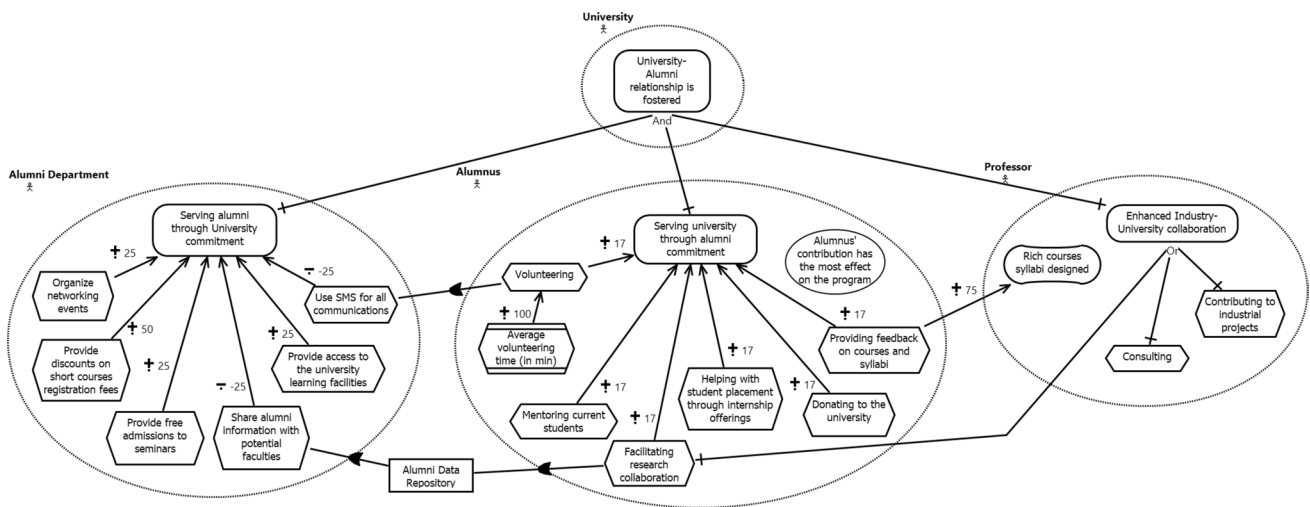 University
University-
Alumni
relationship is
fostered
And
Alumni Department
Serving alumni
through University
commitment
25
-25
Organize
networking
events
Use SMS for all
communications
50
25
Provide
discounts on
short courses
registration fees
25
Provide access to
the university
learning facilities
-25
Provide free
admissions to
seminars
Share alumni
information with
potential
faculties
Alumni Data
Repository
Alumnus
Serving university
through alumni
commitment
Alumnus'
contribution has
the most effect
on the program
17
Volunteering
100
Average
volunteering
time (in min)
17
Providing feedback
on courses and
syllabi
17
Mentoring current
students
17
Helping with
student placement
through internship
offerings
17
Donating to the
university
17
Facilitating
research
collaboration
75
Professor
Enhanced Industry-
University collaboration
Or
Rich courses
syllabi designed
Contributing to
industrial
projects
Consulting